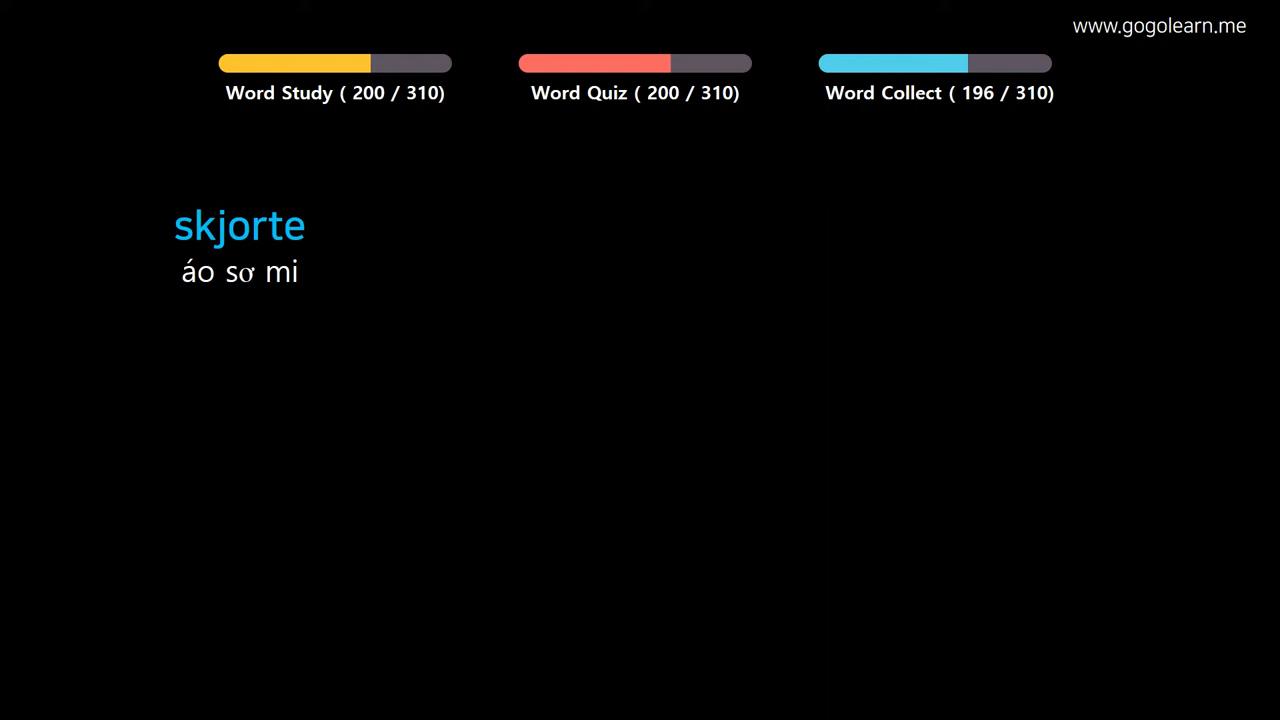 www.gogolearn.me
Word Study ( 200 / 310)
Word Quiz ( 200 / 310)
Word Collect ( 196 / 310)
skjorte
áo sơ mi